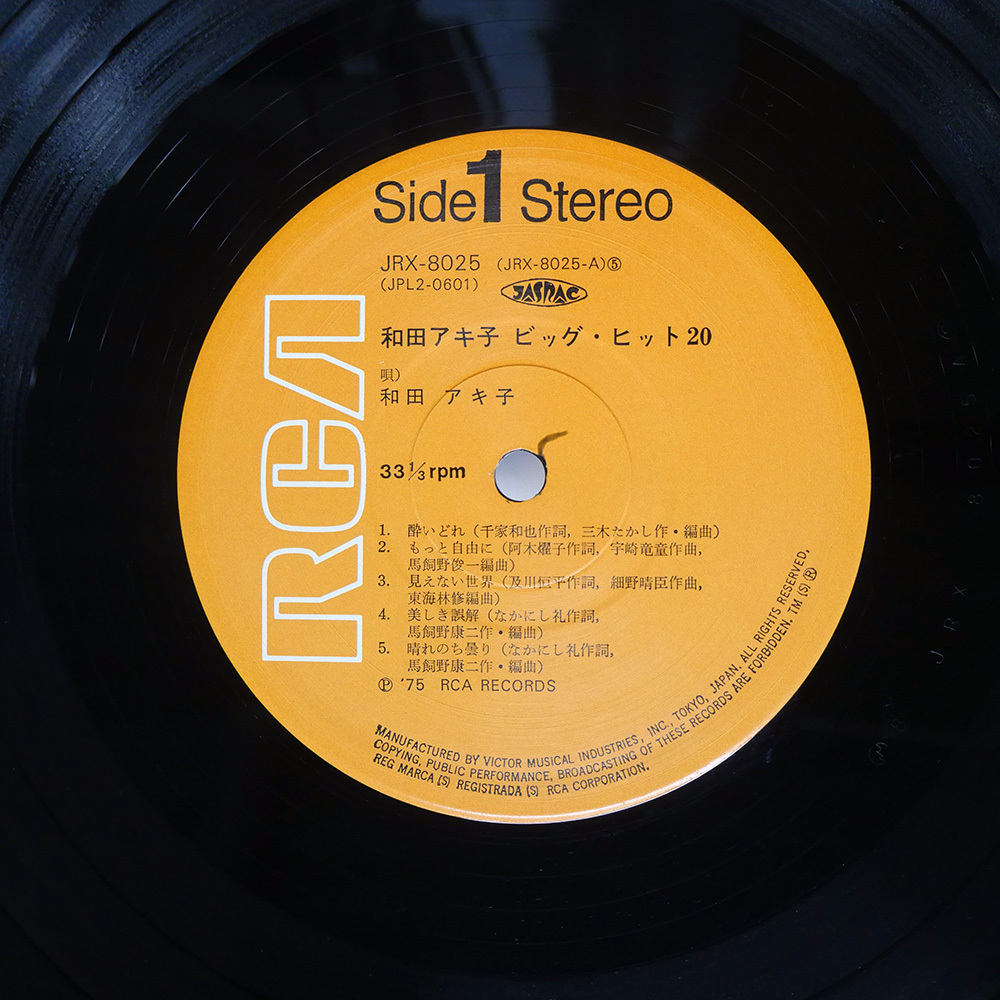 Side 1 Stereo
JRX-8025 (JRX-8025-A)⑤
(JPL2-0601) JASRAC
和田アキ子 ビッグ・ヒット20
唄)
和田 アキ子
RCA
33 1/3 rpm
1. 酔いどれ (千家和也作詞, 三木たかし作・編曲)
2. もっと自由に (阿木燿子作詞, 宇崎竜童作曲,
馬飼野俊一編曲)
3. 見えない世界 (及川恒平作詞, 細野晴臣作曲,
東海林修編曲)
4. 美しき誤解 (なかにし礼作詞,
馬飼野康二作・編曲)
5. 晴れのち曇り (なかにし礼作詞,
馬飼野康二作・編曲)
Ⓟ '75 RCA RECORDS
MANUFACTURED BY VICTOR MUSICAL INDUSTRIES, INC., TOKYO, JAPAN. ALL RIGHTS RESERVED,
COPYING, PUBLIC PERFORMANCE, BROADCASTING OF THESE RECORDS ARE FORBIDDEN. TM (S) ®
REG MARCA (S) REGISTRADA (S) RCA CORPORATION.